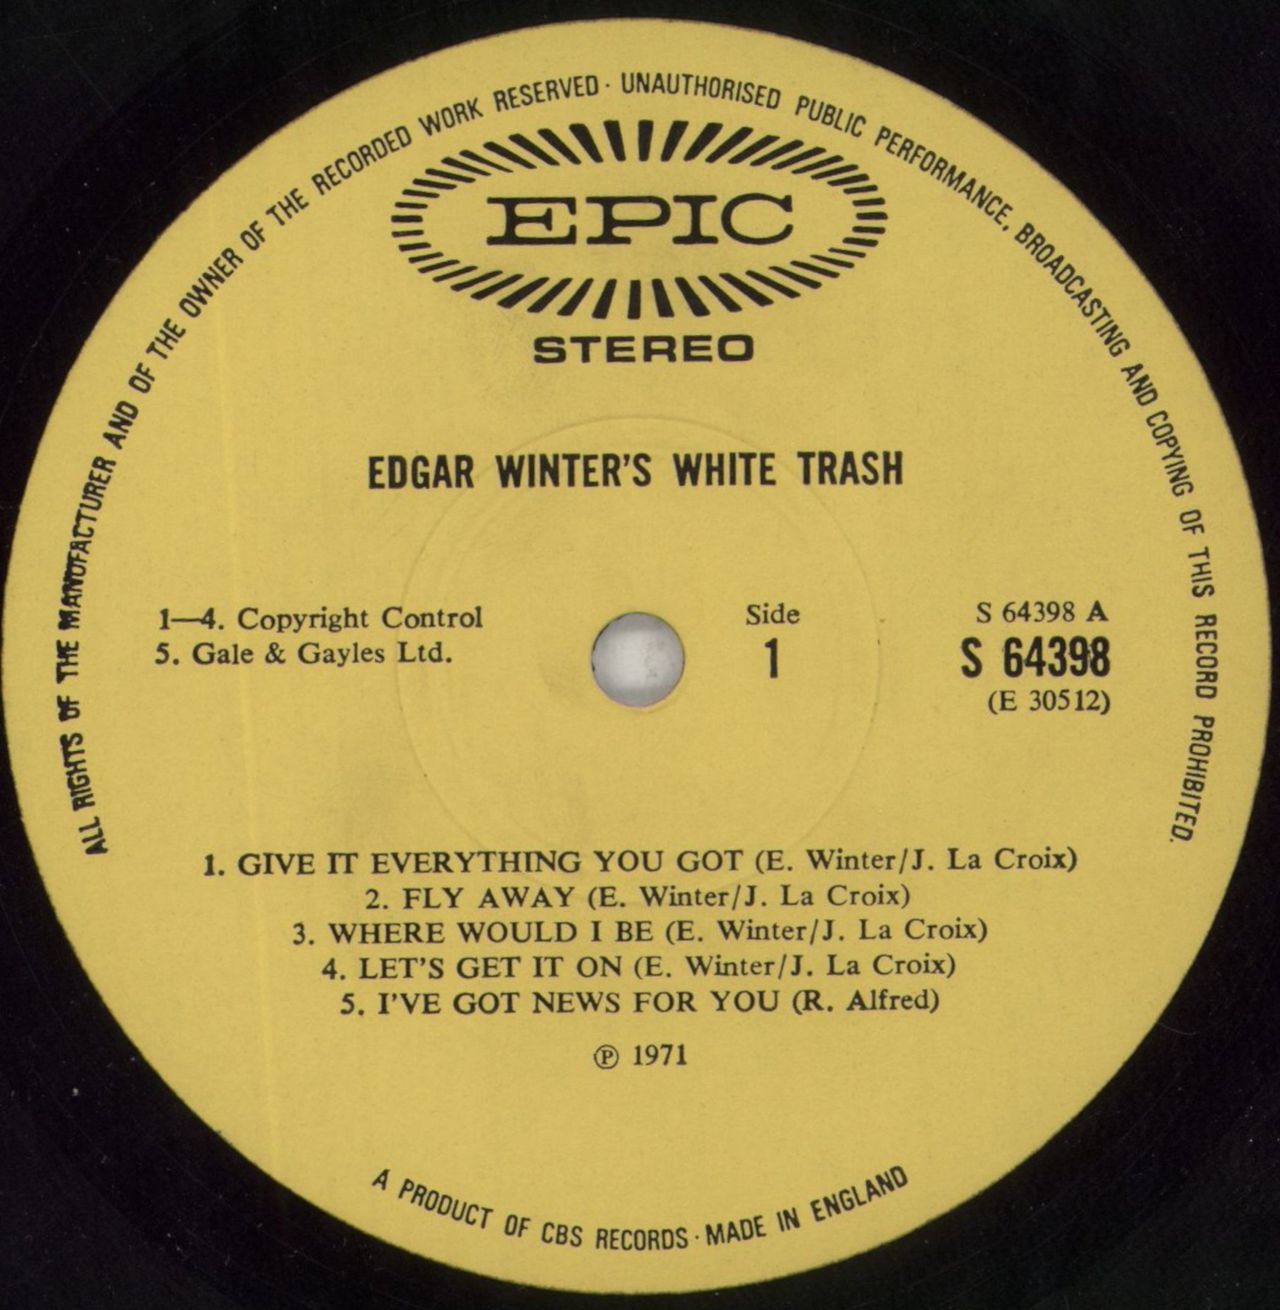 ALL RIGHTS OF THE MANUFACTURER AND OF THE OWNER OF THE RECORDED WORK RESERVED · UNAUTHORISED PUBLIC PERFORMANCE, BROADCASTING AND COPYING OF THIS RECORD PROHIBITED.
EPIC
STEREO
EDGAR WINTER'S WHITE TRASH
1—4. Copyright Control
5. Gale & Gayles Ltd.
Side
1
S 64398 A
S 64398
(E 30512)
1. GIVE IT EVERYTHING YOU GOT (E. Winter/J. La Croix)
2. FLY AWAY (E. Winter/J. La Croix)
3. WHERE WOULD I BE (E. Winter/J. La Croix)
4. LET'S GET IT ON (E. Winter/J. La Croix)
5. I'VE GOT NEWS FOR YOU (R. Alfred)
℗ 1971
A PRODUCT OF CBS RECORDS · MADE IN ENGLAND